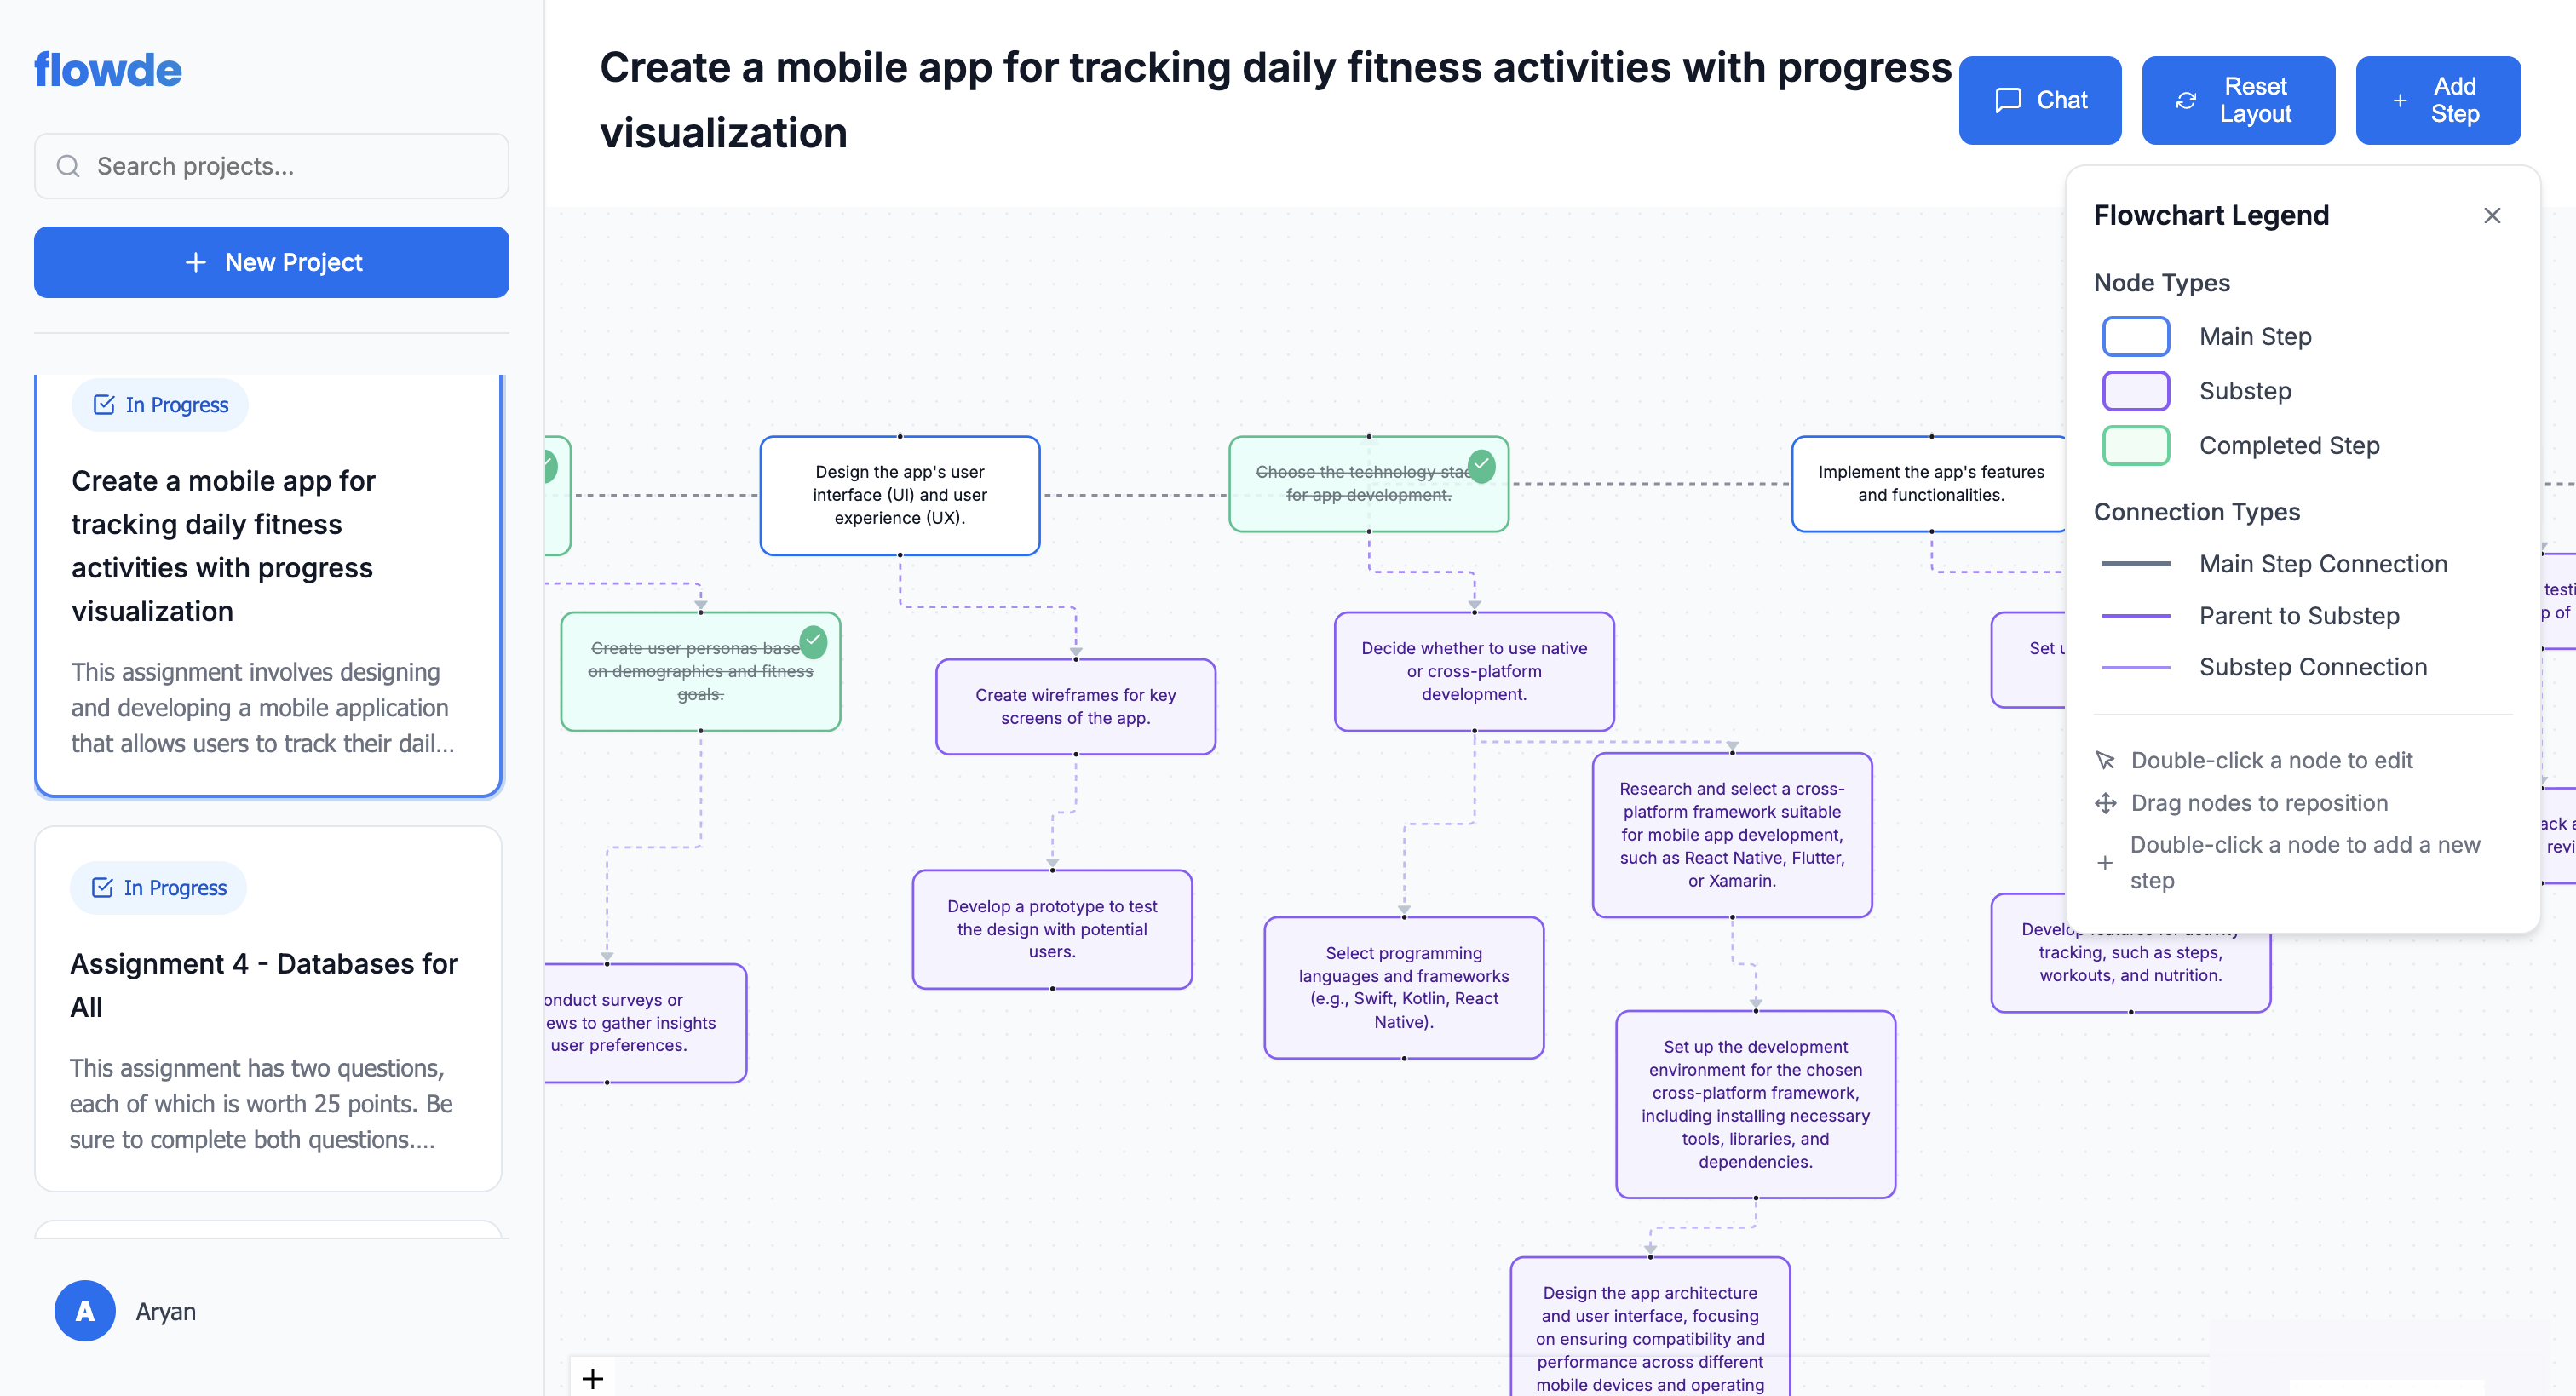 flowde
Search projects...
New Project
In Progress
Create a mobile app for
tracking daily fitness
activities with progress
visualization
This assignment involves designing
and developing a mobile application
that allows users to track their dail...
In Progress
Assignment 4 - Databases for
All
This assignment has two questions,
each of which is worth 25 points. Be
sure to complete both questions....
A
Aryan
Create a mobile app for tracking daily fitness activities with progress
visualization
Chat
Reset
Layout
Add
Step
Design the app's user
interface (UI) and user
experience (UX).
Choose the technology stac
for app development.
Implement the app's features
and functionalities.
Create user personas base
on demographics and fitness
goals.
Create wireframes for key
screens of the app.
Decide whether to use native
or cross-platform
development.
Set u
Research and select a cross-
platform framework suitable
for mobile app development,
such as React Native, Flutter,
or Xamarin.
Develop a prototype to test
the design with potential
users.
Select programming
languages and frameworks
(e.g., Swift, Kotlin, React
Native).
onduct surveys or
ews to gather insights
user preferences.
Develop features for activity
tracking, such as steps,
workouts, and nutrition.
Set up the development
environment for the chosen
cross-platform framework,
including installing necessary
tools, libraries, and
dependencies.
Design the app architecture
and user interface, focusing
on ensuring compatibility and
performance across different
mobile devices and operating
Flowchart Legend
Node Types
Main Step
Substep
Completed Step
Connection Types
Main Step Connection
Parent to Substep
Substep Connection
Double-click a node to edit
Drag nodes to reposition
Double-click a node to add a new
step
testi
p of
ack a
revi